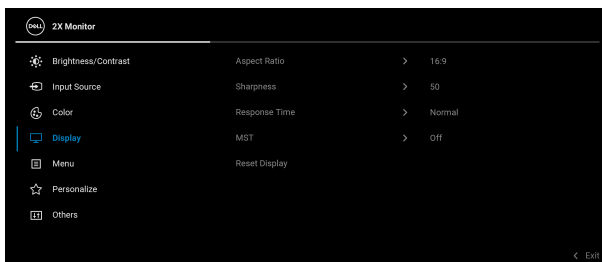 DELL 2X Monitor
Brightness/Contrast Aspect Ratio > 16:9
Input Source Sharpness > 50
Color Response Time > Normal
Display MST > Off
Menu Reset Display
Personalize
Others
< Exit